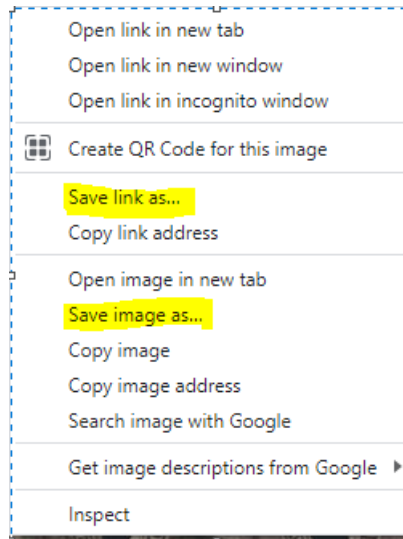 Open link in new tab
Open link in new window
Open link in incognito window
Create QR Code for this image
Save link as...
Copy link address
Open image in new tab
Save image as...
Copy image
Copy image address
Search image with Google
Get image descriptions from Google
Inspect